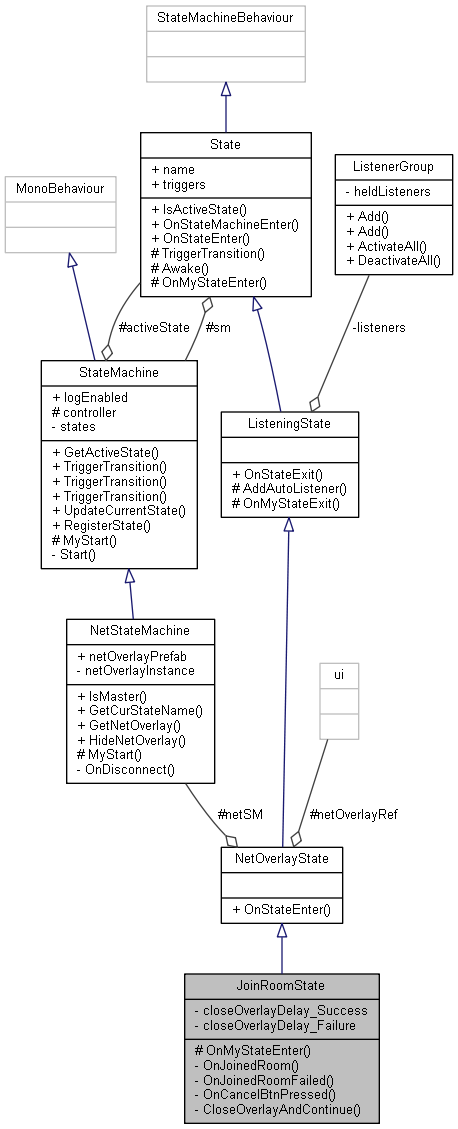 StateMachineBehaviour
State
+ name
+ triggers
+ IsActiveState()
+ OnStateMachineEnter()
+ OnStateEnter()
# TriggerTransition()
# Awake()
# OnMyStateEnter()
ListenerGroup
- heldListeners
+ Add()
+ Add()
+ ActivateAll()
+ DeactivateAll()
MonoBehaviour
#activeState
#sm
-listeners
StateMachine
+ logEnabled
# controller
- states
+ GetActiveState()
+ TriggerTransition()
+ TriggerTransition()
+ TriggerTransition()
+ UpdateCurrentState()
+ RegisterState()
# MyStart()
- Start()
ListeningState
+ OnStateExit()
# AddAutoListener()
# OnMyStateExit()
NetStateMachine
+ netOverlayPrefab
- netOverlayInstance
+ IsMaster()
+ GetCurStateName()
+ GetNetOverlay()
+ HideNetOverlay()
# MyStart()
- OnDisconnect()
ui
#netSM
#netOverlayRef
NetOverlayState
+ OnStateEnter()
JoinRoomState
- closeOverlayDelay_Success
- closeOverlayDelay_Failure
# OnMyStateEnter()
- OnJoinedRoom()
- OnJoinedRoomFailed()
- OnCancelBtnPressed()
- CloseOverlayAndContinue()